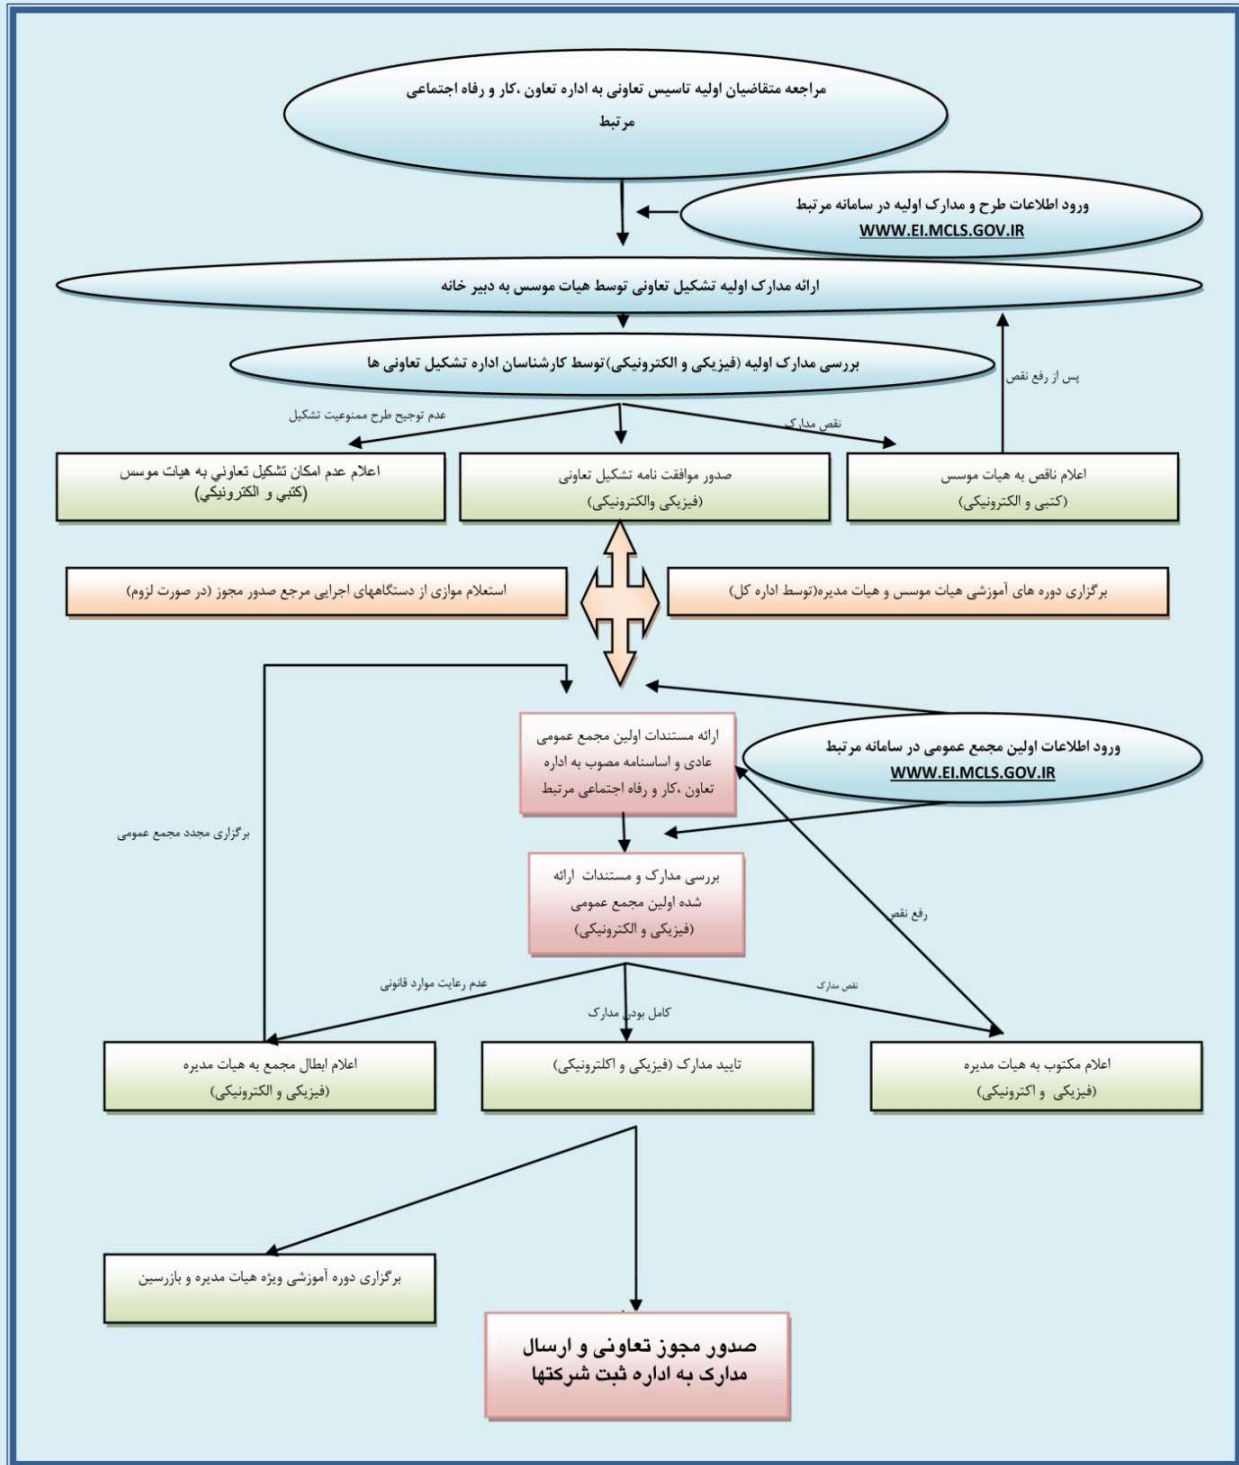 مراجعه متقاضیان اولیه تاسیس تعاونی به اداره تعاون ،کار و رفاه اجتماعی
مرتبط
ورود اطلاعات طرح و مدارک اولیه در سامانه مرتبط
WWW.EI.MCLS.GOV.IR
ارائه مدارک اولیه تشکیل تعاونی توسط هیات موسس به دبیر خانه
بررسی مدارک اولیه (فیزیکی و الکترونیکی)توسط کارشناسان اداره تشکیل تعاونی ها
پس از رفع نقص
نقص مدارک
عدم توجیح طرح ممنوعیت تشکیل
اعلام ناقص به هیات موسس
(کتبی و الکترونیکی)
صدور موافقت نامه تشکیل تعاونی
(فیزیکی والکترونیکی)
اعلام عدم امکان تشکیل تعاوني به هیات موسس
(کتبي و الکترونیکي)
برگزاری دوره های آموزشی هیات موسس و هیات مدیره(توسط اداره کل)
استعلام موازی از دستگاههای اجرایی مرجع صدور مجوز (در صورت لزوم)
ورود اطلاعات اولین مجمع عمومی در سامانه مرتبط
WWW.EI.MCLS.GOV.IR
ارائه مستندات اولین مجمع عمومی
عادی و اساسنامه مصوب به اداره
تعاون ،کار و رفاه اجتماعی مرتبط
برگزاری مجدد مجمع عمومی
بررسی مدارک و مستندات ارائه
شده اولین مجمع عمومی
(فیزیکی و الکترونیکی)
رفع نقص
نقص مدارک
عدم رعایت موارد قانونی
کامل بودن مدارک
اعلام مکتوب به هیات مدیره
(فیزیکی و اکترونیکی)
تایید مدارک (فیزیکی و اکلترونیکی)
اعلام ابطال مجمع به هیات مدیره
(فیزیکی و الکترونیکی)
برگزاری دوره آموزشی ویژه هیات مدیره و بازرسین
صدور مجوز تعاونی و ارسال
مدارک به اداره ثبت شرکتها